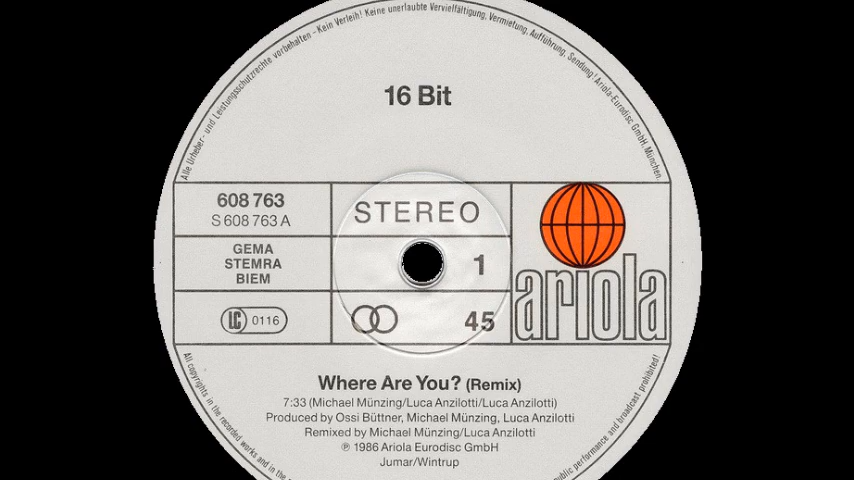 Alle Urheber- und Leistungsschutzrechte vorbehalten - Kein Verleih! Keine unerlaubte Vervielfältigung, Vermietung, Aufführung, Sendung! Ariola-Eurodisc GmbH, München.
16 Bit
608 763
S 608 763 A
STEREO
GEMA
STEMRA
BIEM
1
LC 0116
45
ariola
Where Are You? (Remix)
7:33 (Michael Münzing/Luca Anzilotti/Luca Anzilotti)
Produced by Ossi Büttner, Michael Münzing, Luca Anzilotti
Remixed by Michael Münzing/Luca Anzilotti
℗ 1986 Ariola Eurodisc GmbH
Jumar/Wintrup
All copyrights in the recorded works and in this
public performance and broadcast prohibited!